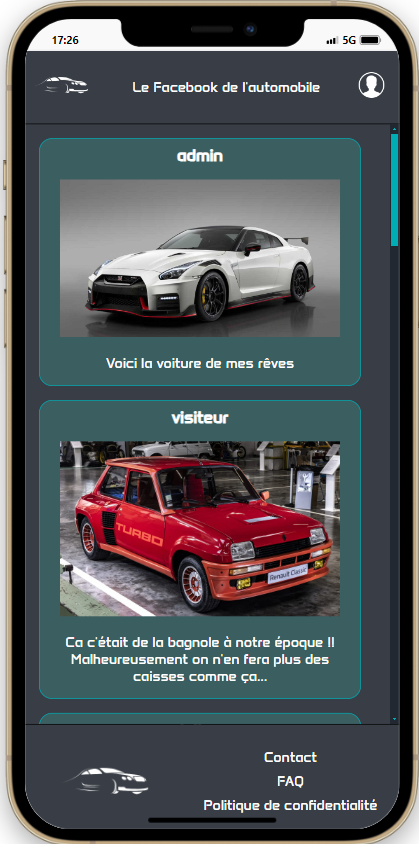 17:26
5G
Le Facebook de l'automobile
admin
Voici la voiture de mes rêves
visiteur
TURBO
Renault Classic
Ca c'était de la bagnole à notre époque !!
Malheureusement on n'en fera plus des
caisses comme ça...
Contact
FAQ
Politique de confidentialité